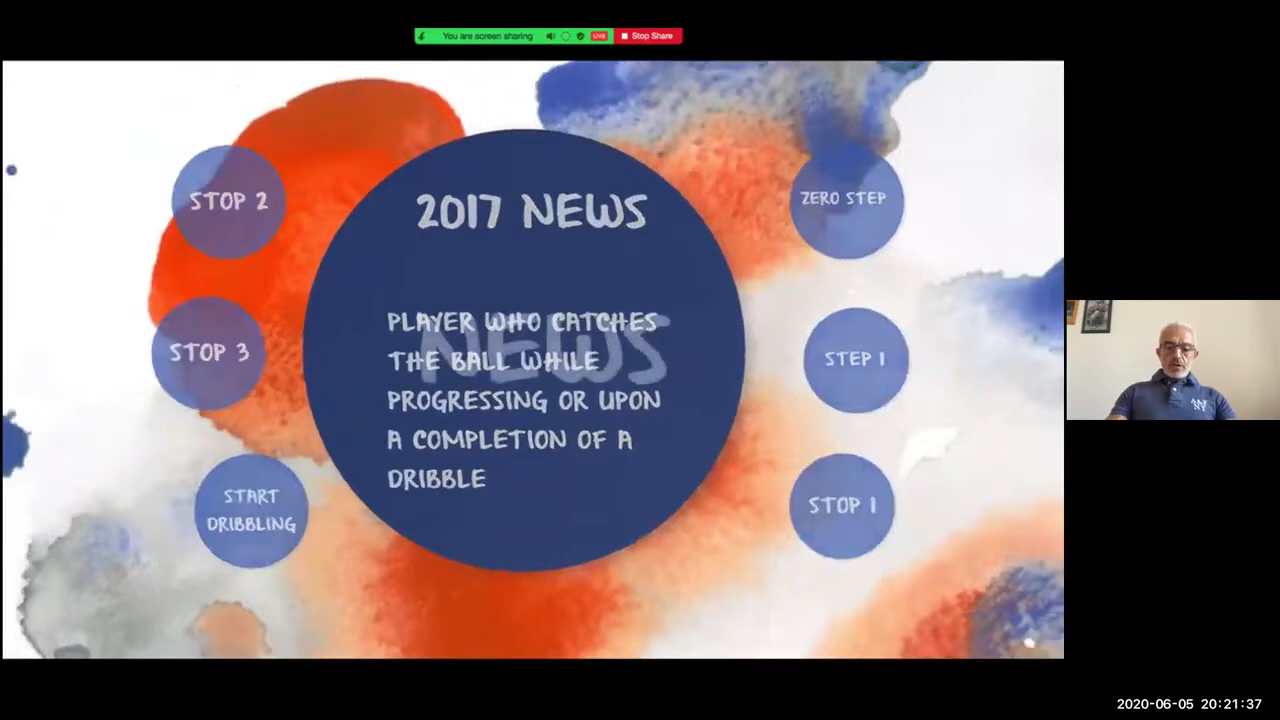 You are screen sharing
LIVE
Stop Share
2017 NEWS
NEWS
PLAYER WHO CATCHES
THE BALL WHILE
PROGRESSING OR UPON
A COMPLETION OF A
DRIBBLE
STOP 2
STOP 3
START
DRIBBLING
ZERO STEP
STEP 1
STOP 1
2020-06-05 20:21:37